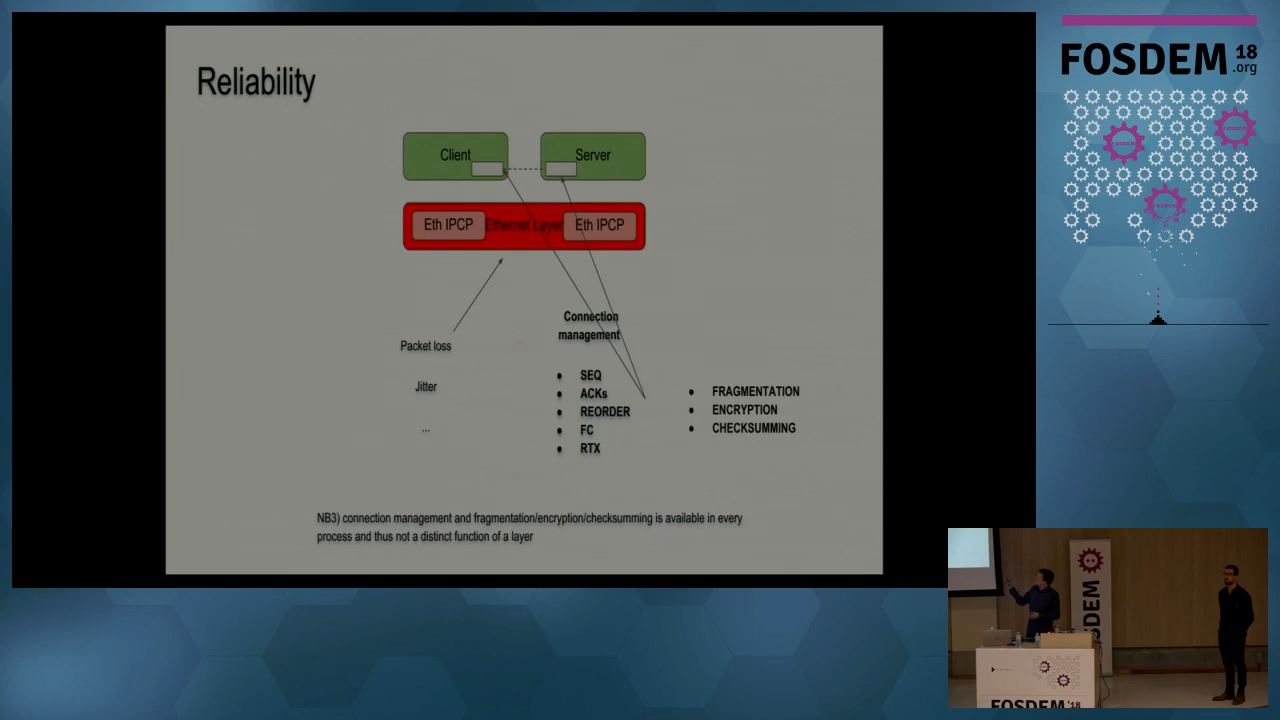 Reliability
Client
Server
Eth IPCP
Ethernet Layer
Eth IPCP
Packet loss
Jitter
...
Connection
management
• SEQ
• ACKs
• REORDER
• FC
• RTX
• FRAGMENTATION
• ENCRYPTION
• CHECKSUMMING
NB3) connection management and fragmentation/encryption/checksumming is available in every
process and thus not a distinct function of a layer
FOSDEM 18
.org
SDEM
FOSDEM '18